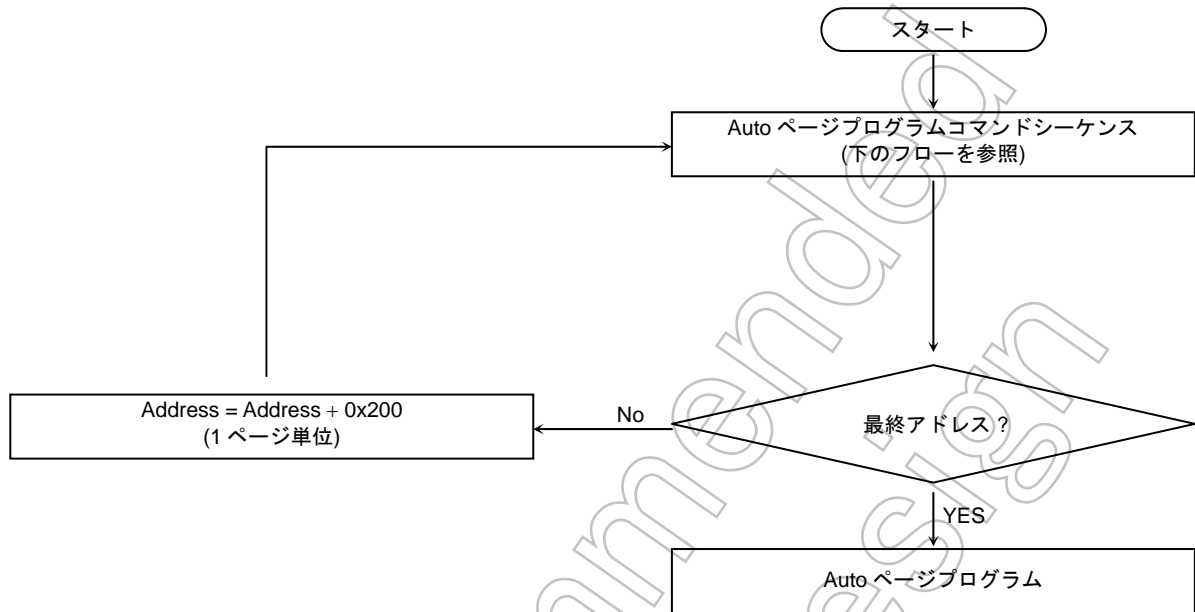 スタート
Auto ページプログラムコマンドシーケンス
(下のフローを参照)
Address = Address + 0x200
(1 ページ単位)
No
最終アドレス ?
YES
Auto ページプログラム